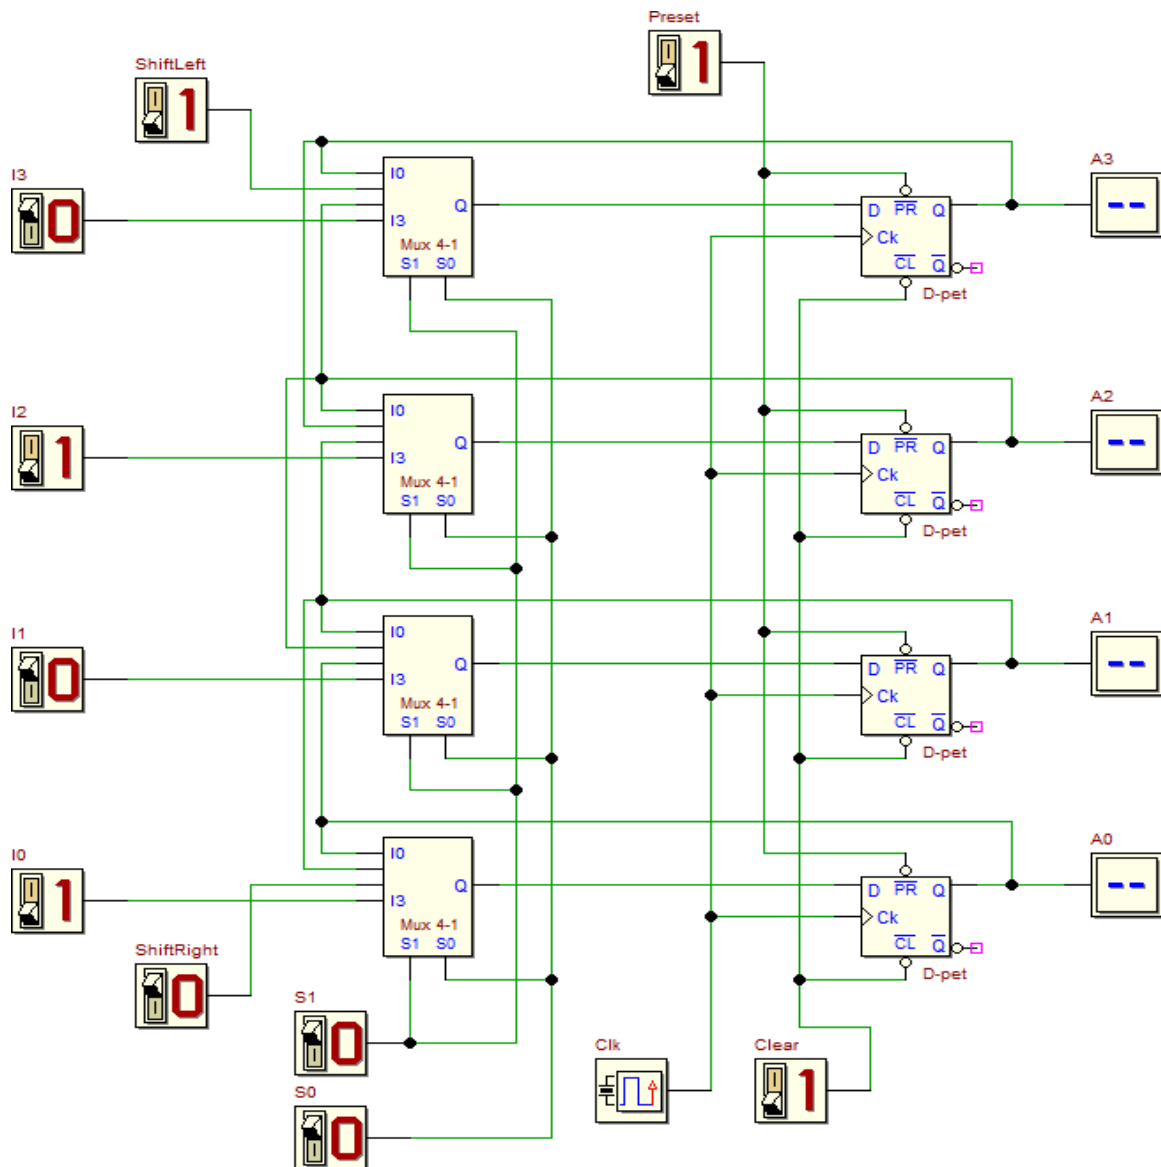 Preset
1
ShiftLeft
1
I3
0
I0
I3
Q
Mux 4-1
S1 S0
D PR Q
Ck
CL Q
D-pet
A3
--
I2
1
I0
I3
Q
Mux 4-1
S1 S0
D PR Q
Ck
CL Q
D-pet
A2
--
I1
0
I0
I3
Q
Mux 4-1
S1 S0
D PR Q
Ck
CL Q
D-pet
A1
--
I0
1
I0
I3
Q
Mux 4-1
S1 S0
D PR Q
Ck
CL Q
D-pet
A0
--
ShiftRight
0
S1
0
Clk
Clear
1
S0
0